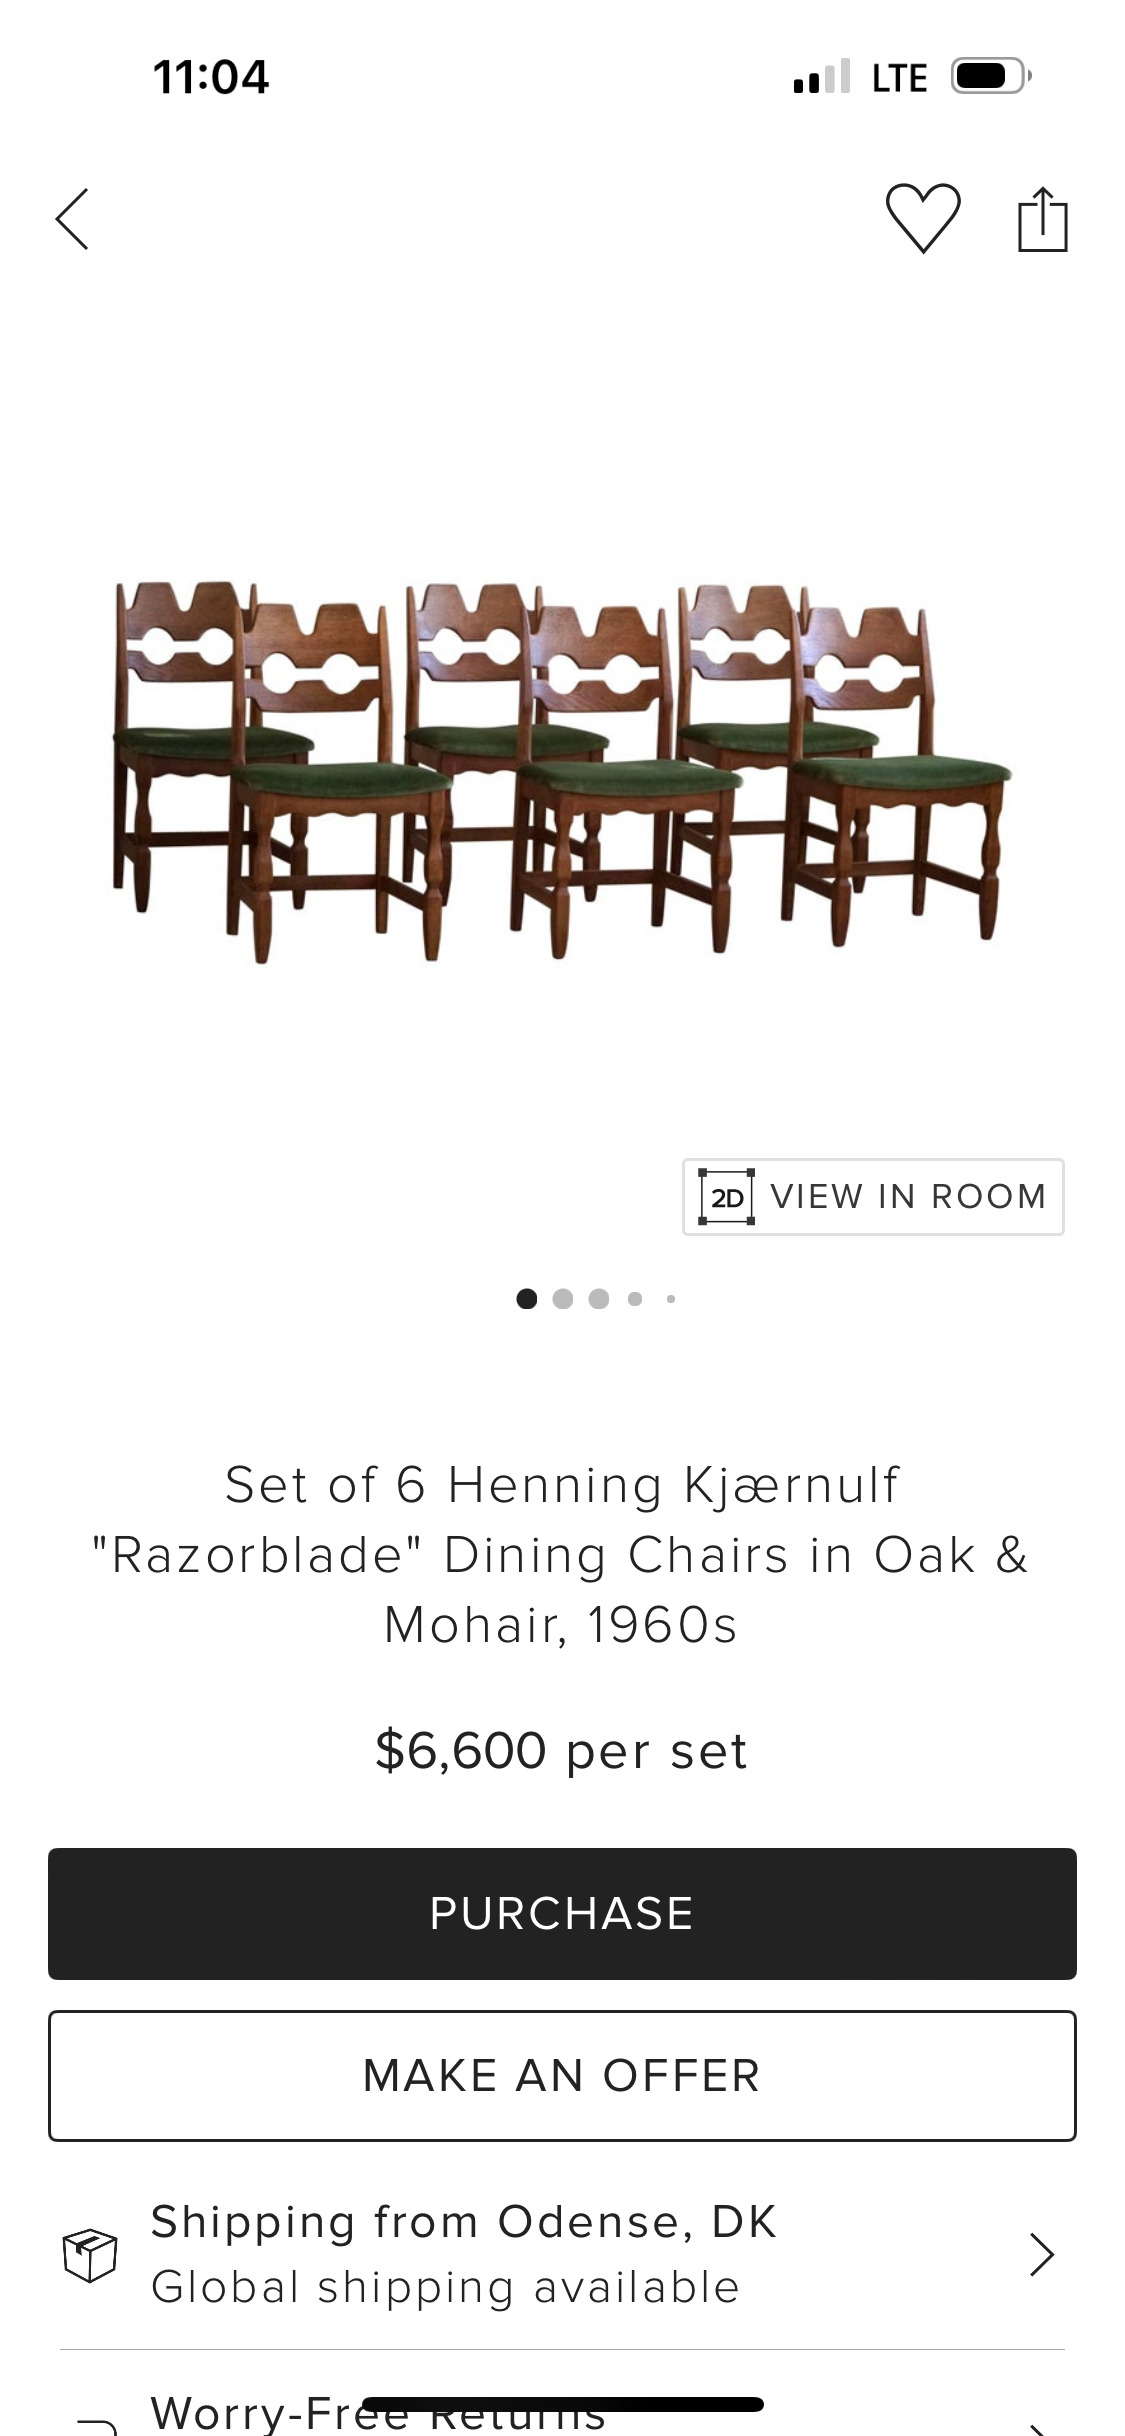 11:04
LTE
2D VIEW IN ROOM
Set of 6 Henning Kjærnulf
"Razorblade" Dining Chairs in Oak &
Mohair, 1960s
$6,600 per set
PURCHASE
MAKE AN OFFER
Shipping from Odense, DK
Global shipping available
Worry-Free Returns